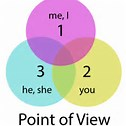 me, I
1
3 2
he, she you
Point of View